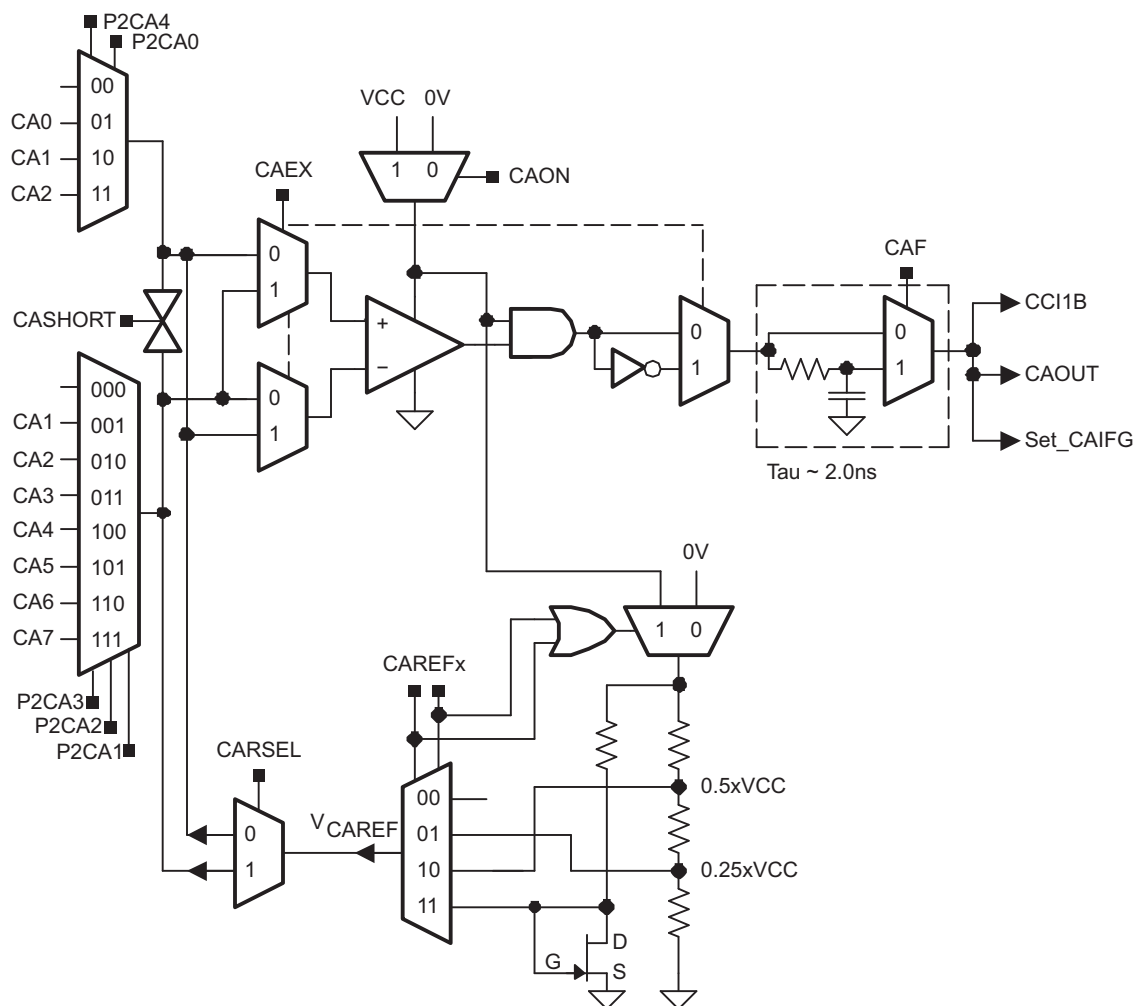 P2CA4
P2CA0
00
CA0 01
CA1 10
CA2 11
VCC 0V
1 0
CAON
CAEX
0
1
CASHORT
+
−
0
1
0
1
CAF
0
1
CCI1B
CAOUT
Set_CAIFG
Tau ~ 2.0ns
000
CA1 001
CA2 010
CA3 011
CA4 100
CA5 101
CA6 110
CA7 111
P2CA3
P2CA2
P2CA1
0V
1 0
CAREFx
CARSEL
0
1
VCAREF
00
01
10
11
0.5xVCC
0.25xVCC
D
G
S